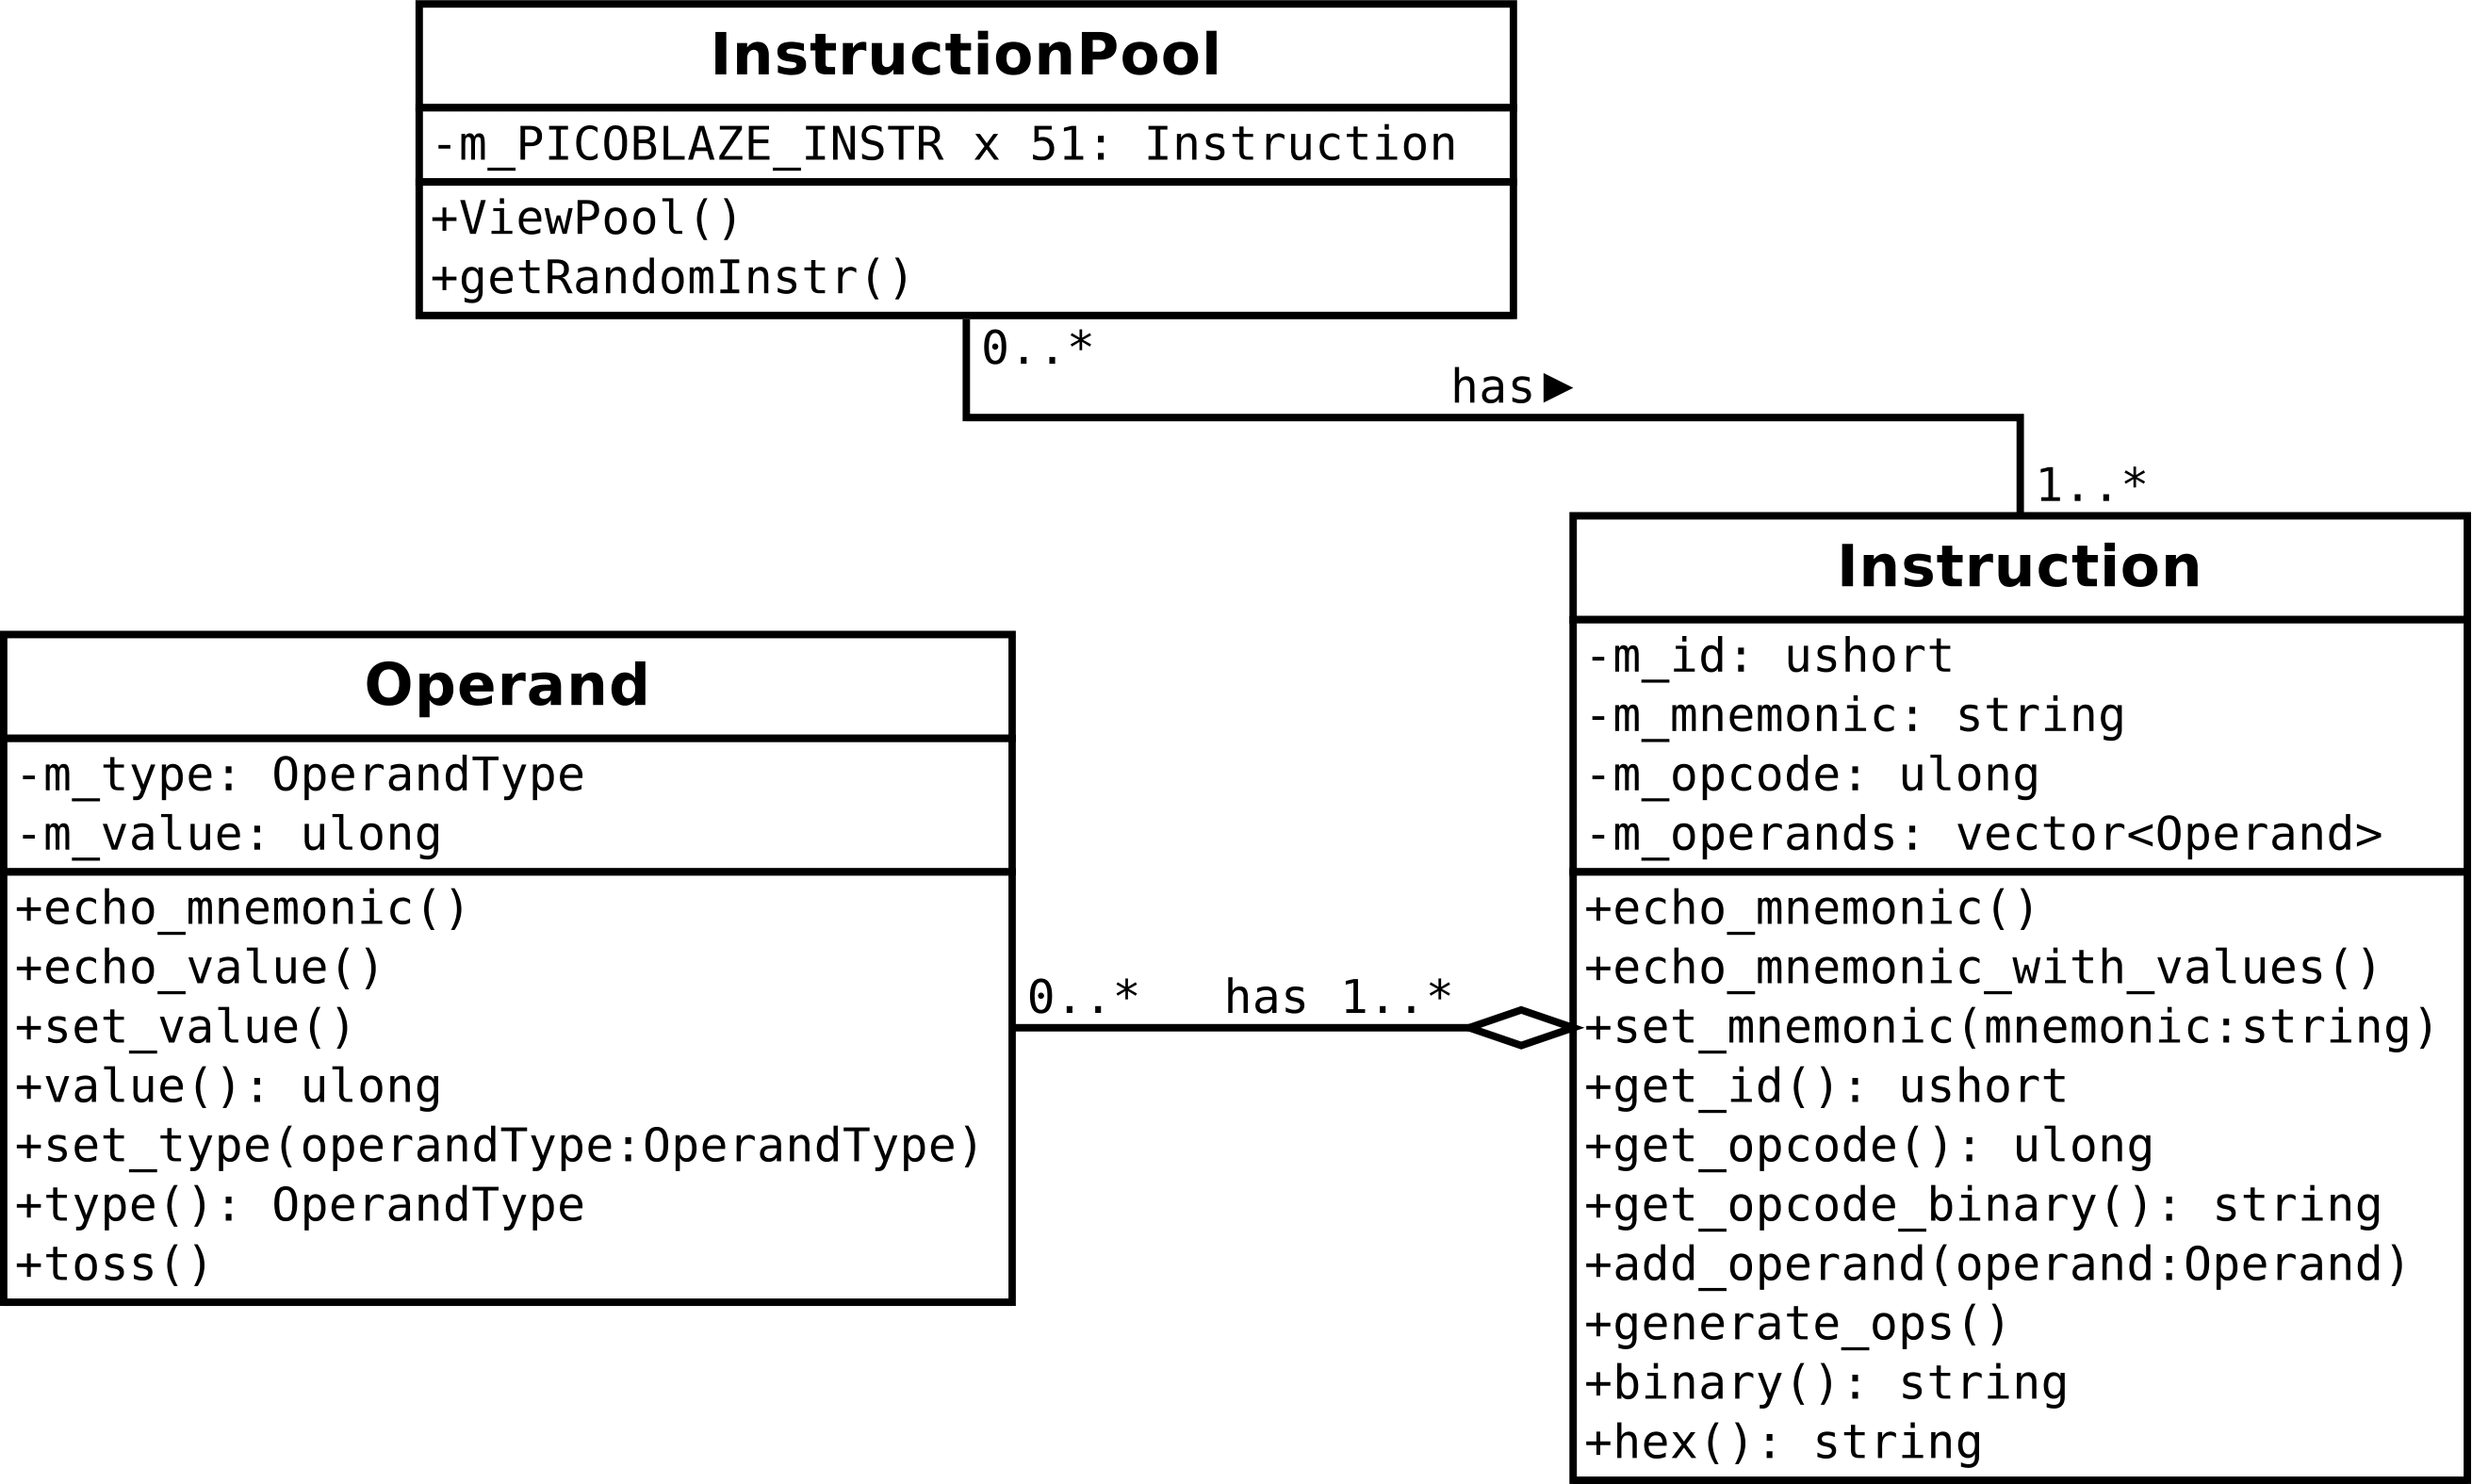 InstructionPool
-m_PICOBLAZE_INSTR x 51: Instruction
+ViewPool()
+getRandomInstr()
0..*
has▶
1..*
Instruction
-m_id: ushort
-m_mnemonic: string
-m_opcode: ulong
-m_operands: vector<Operand>
+echo_mnemonic()
+echo_mnemonic_with_values()
+set_mnemonic(mnemonic:string)
+get_id(): ushort
+get_opcode(): ulong
+get_opcode_binary(): string
+add_operand(operand:Operand)
+generate_ops()
+binary(): string
+hex(): string
Operand
-m_type: OperandType
-m_value: ulong
+echo_mnemonic()
+echo_value()
+set_value()
+value(): ulong
+set_type(operandType:OperandType)
+type(): OperandType
+toss()
0..* has 1..*